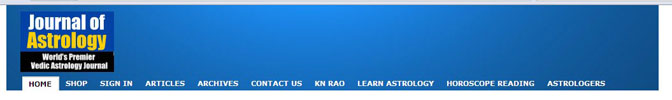 Journal of
Astrology
World's Premier
Vedic Astrology Journal
HOME SHOP SIGN IN ARTICLES ARCHIVES CONTACT US KN RAO LEARN ASTROLOGY HOROSCOPE READING ASTROLOGERS